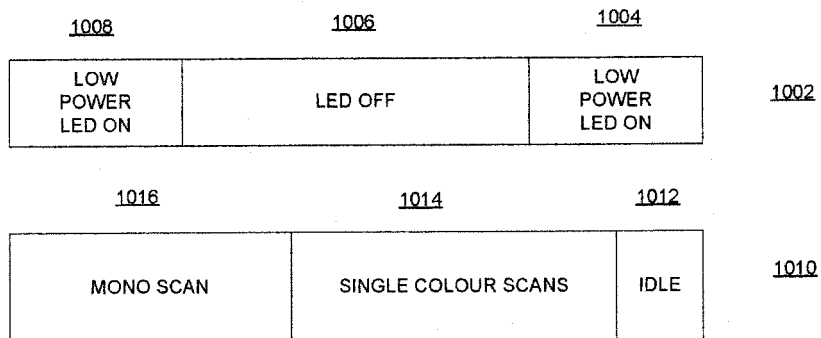 1008 1006 1004
LOW
POWER
LED ON
LED OFF
LOW
POWER
LED ON
1002
1016 1014 1012
MONO SCAN SINGLE COLOUR SCANS IDLE 1010